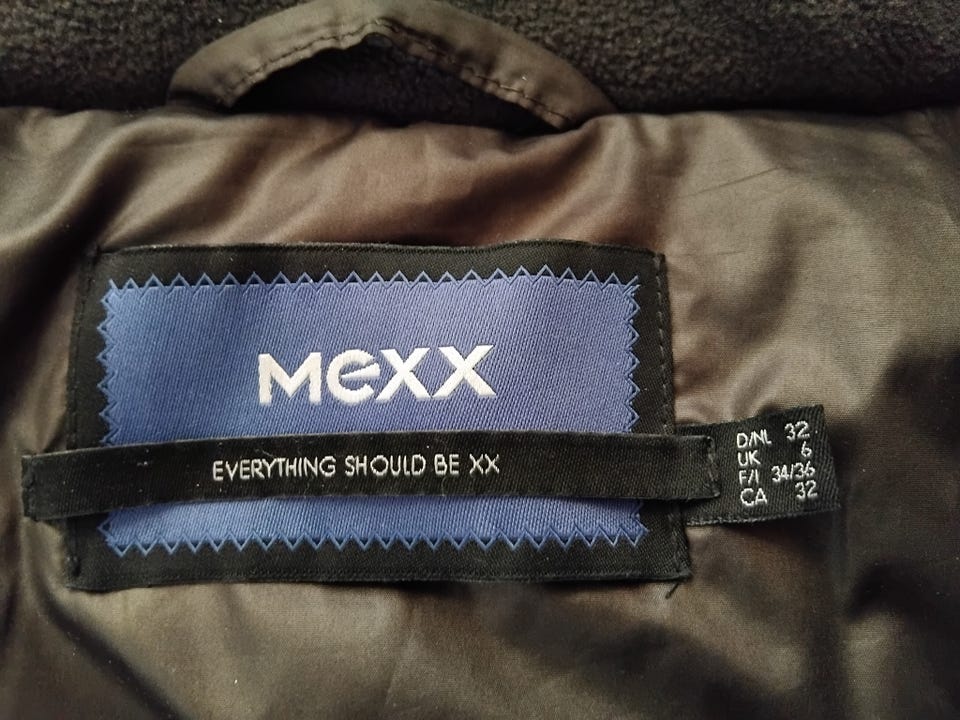 Mexx
EVERYTHING SHOULD BE XX
D/NL 32
UK 6
F/I 34/36
CA 32